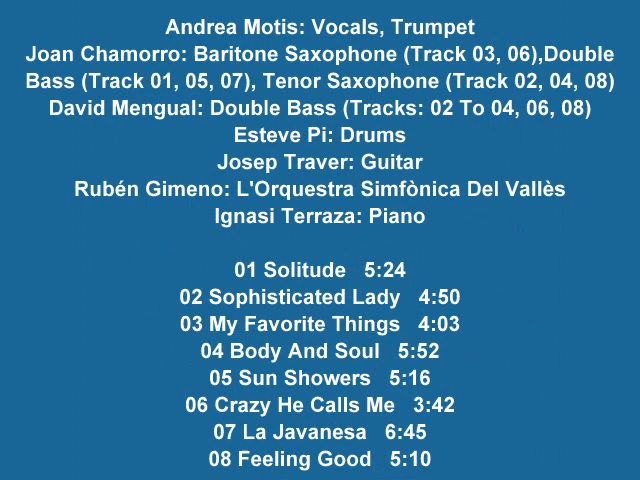 Andrea Motis: Vocals, Trumpet
Joan Chamorro: Baritone Saxophone (Track 03, 06),Double
Bass (Track 01, 05, 07), Tenor Saxophone (Track 02, 04, 08)
David Mengual: Double Bass (Tracks: 02 To 04, 06, 08)
Esteve Pi: Drums
Josep Traver: Guitar
Rubén Gimeno: L'Orquestra Simfònica Del Vallès
Ignasi Terraza: Piano
01 Solitude 5:24
02 Sophisticated Lady 4:50
03 My Favorite Things 4:03
04 Body And Soul 5:52
05 Sun Showers 5:16
06 Crazy He Calls Me 3:42
07 La Javanesa 6:45
08 Feeling Good 5:10